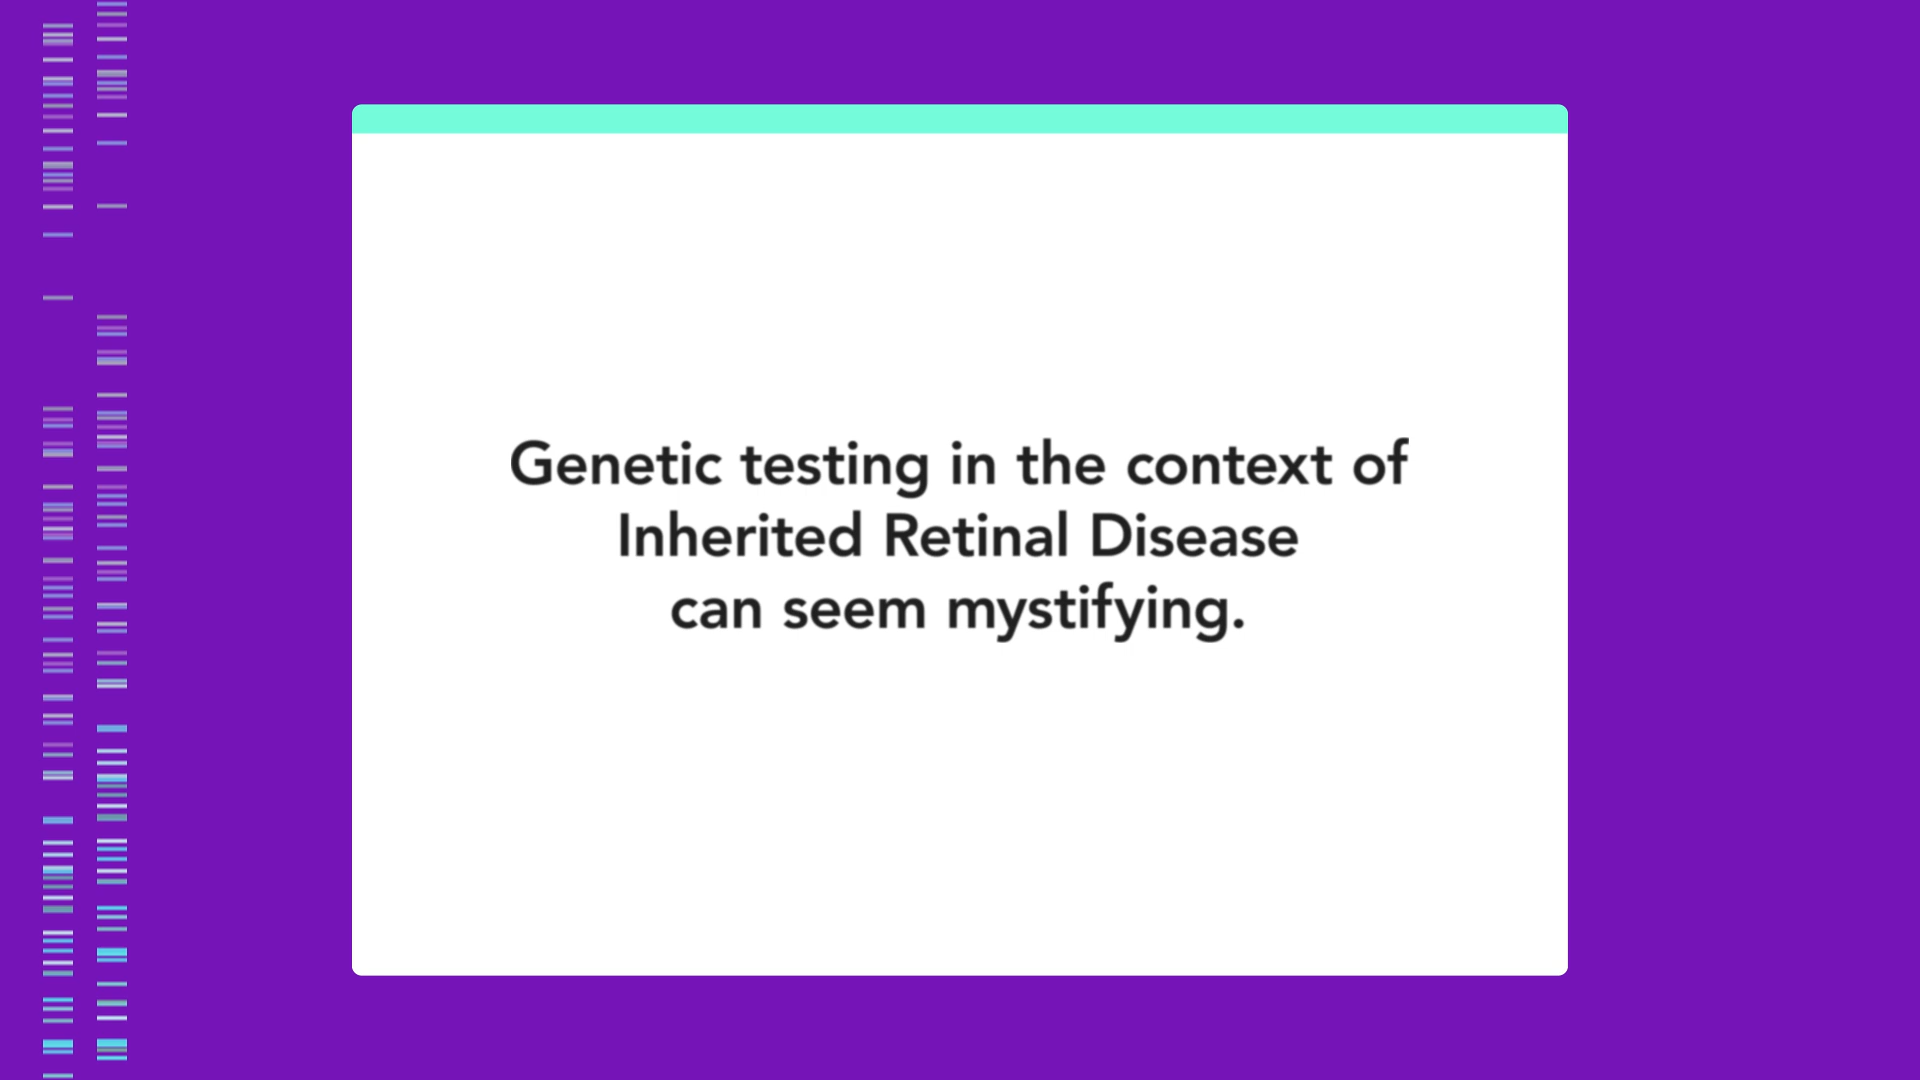 Genetic testing in the context of
Inherited Retinal Disease
can seem mystifying.